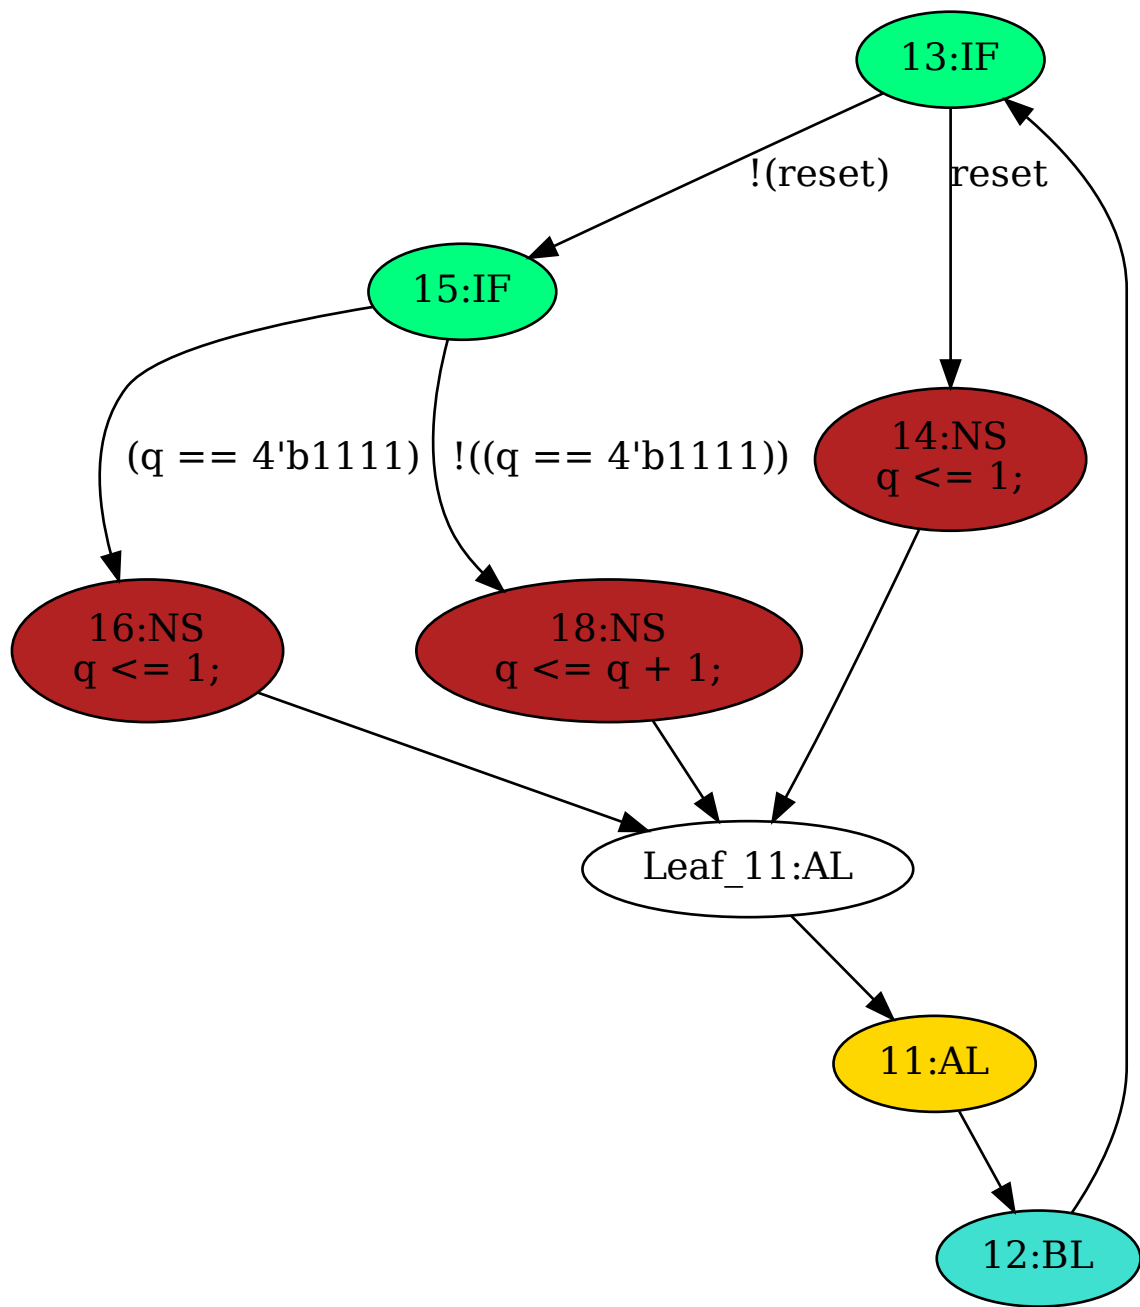 13:IF
!(reset)
reset
15:IF
14:NS
q <= 1;
(q == 4'b1111)
!((q == 4'b1111))
16:NS
q <= 1;
18:NS
q <= q + 1;
Leaf_11:AL
11:AL
12:BL